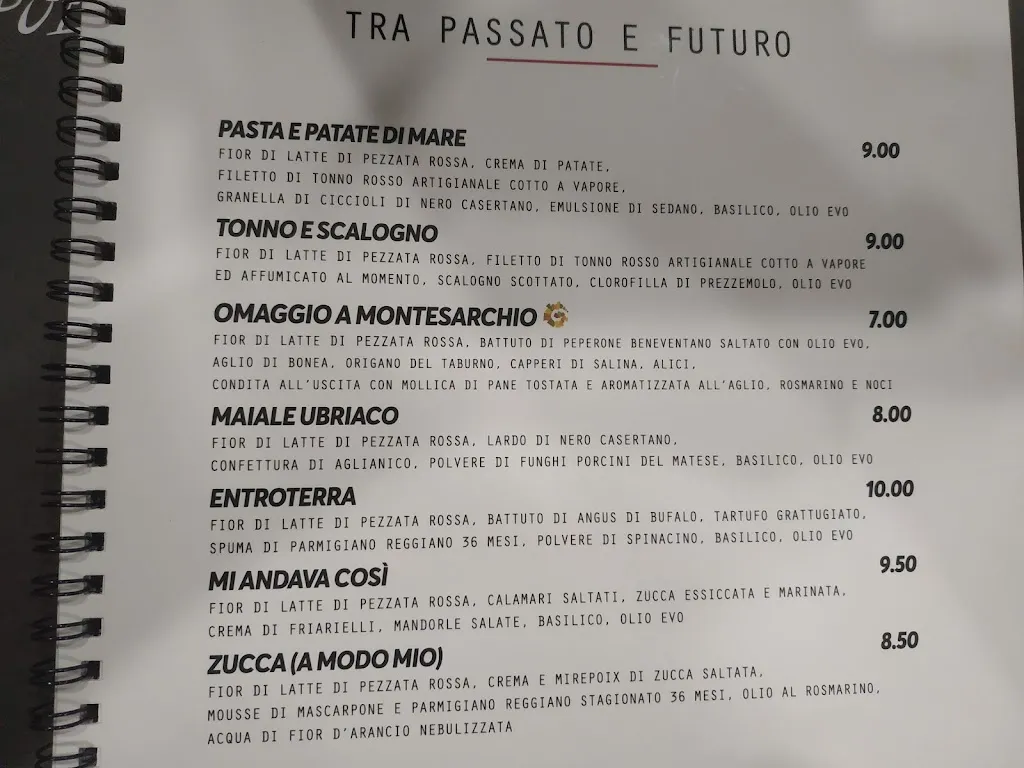 TRA PASSATO E FUTURO
PASTA E PATATE DI MARE 9.00
FIOR DI LATTE DI PEZZATA ROSSA, CREMA DI PATATE,
FILETTO DI TONNO ROSSO ARTIGIANALE COTTO A VAPORE,
GRANELLA DI CICCIOLI DI NERO CASERTANO, EMULSIONE DI SEDANO, BASILICO, OLIO EVO
TONNO E SCALOGNO 9.00
FIOR DI LATTE DI PEZZATA ROSSA, FILETTO DI TONNO ROSSO ARTIGIANALE COTTO A VAPORE
ED AFFUMICATO AL MOMENTO, SCALOGNO SCOTTATO, CLOROFILLA DI PREZZEMOLO, OLIO EVO
OMAGGIO A MONTESARCHIO 7.00
FIOR DI LATTE DI PEZZATA ROSSA, BATTUTO DI PEPERONE BENEVENTANO SALTATO CON OLIO EVO,
AGLIO DI BONEA, ORIGANO DEL TABURNO, CAPPERI DI SALINA, ALICI,
CONDITA ALL'USCITA CON MOLLICA DI PANE TOSTATA E AROMATIZZATA ALL'AGLIO, ROSMARINO E NOCI
MAIALE UBRIACO 8.00
FIOR DI LATTE DI PEZZATA ROSSA, LARDO DI NERO CASERTANO,
CONFETTURA DI AGLIANICO, POLVERE DI FUNGHI PORCINI DEL MATESE, BASILICO, OLIO EVO
ENTROTERRA 10.00
FIOR DI LATTE DI PEZZATA ROSSA, BATTUTO DI ANGUS DI BUFALO, TARTUFO GRATTUGIATO,
SPUMA DI PARMIGIANO REGGIANO 36 MESI, POLVERE DI SPINACINO, BASILICO, OLIO EVO
MI ANDAVA COSÌ 9.50
FIOR DI LATTE DI PEZZATA ROSSA, CALAMARI SALTATI, ZUCCA ESSICCATA E MARINATA,
CREMA DI FRIARIELLI, MANDORLE SALATE, BASILICO, OLIO EVO
ZUCCA (A MODO MIO) 8.50
FIOR DI LATTE DI PEZZATA ROSSA, CREMA E MIREPOIX DI ZUCCA SALTATA,
MOUSSE DI MASCARPONE E PARMIGIANO REGGIANO STAGIONATO 36 MESI, OLIO AL ROSMARINO,
ACQUA DI FIOR D'ARANCIO NEBULIZZATA